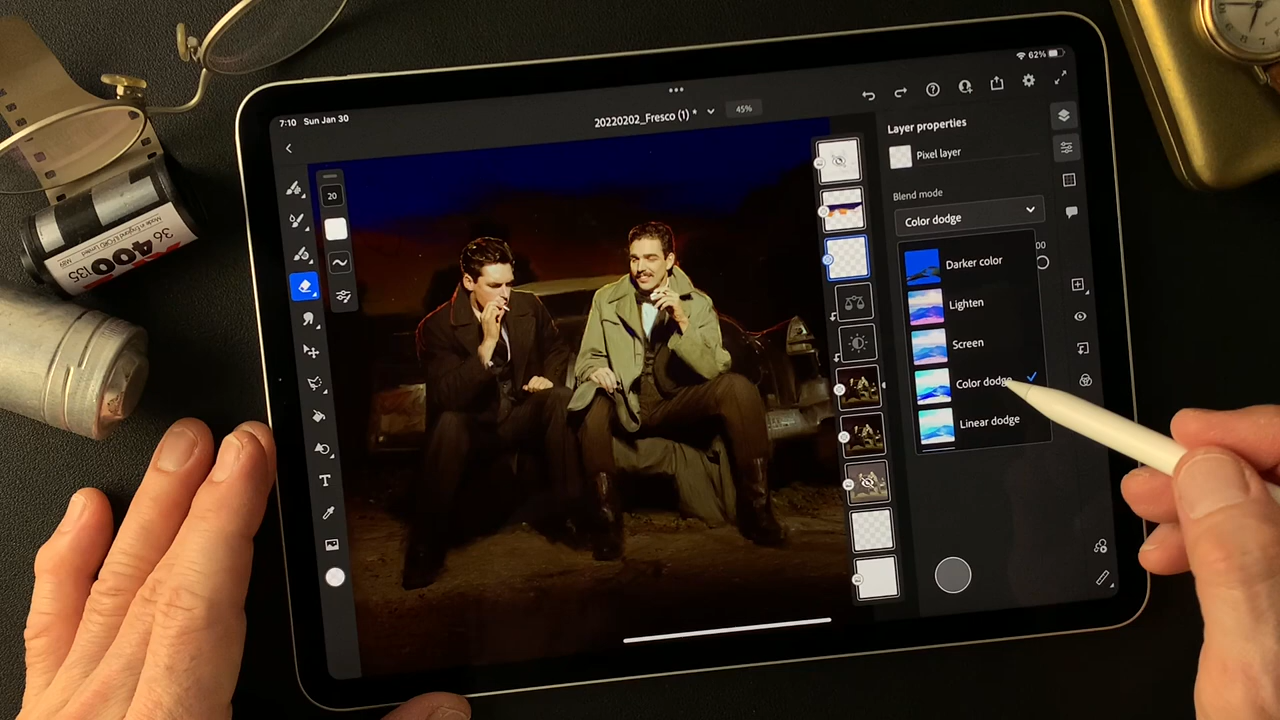 7:10 Sun Jan 30
62%
20220202_Fresco (1) *
45%
Layer properties
Pixel layer
Blend mode
Color dodge
Darker color
Lighten
Screen
Color dodge
Linear dodge
00
20
T
36
400
135